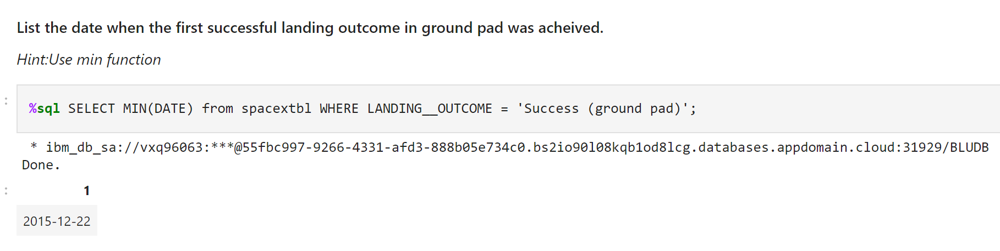 List the date when the first successful landing outcome in ground pad was acheived.
Hint:Use min function
:
%sql SELECT MIN(DATE) from spacextbl WHERE LANDING__OUTCOME = 'Success (ground pad)';
* ibm_db_sa://vxq96063:***@55fbc997-9266-4331-afd3-888b05e734c0.bs2io90l08kqb1od8lcg.databases.appdomain.cloud:31929/BLUDB
Done.
:
1
2015-12-22